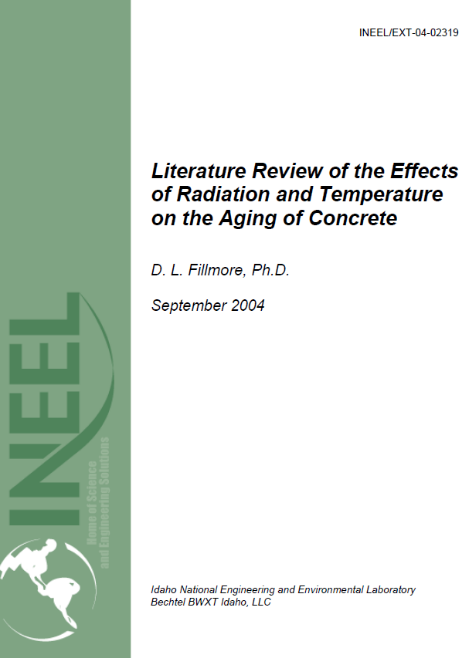 INEEL/EXT-04-02319
Literature Review of the Effects
of Radiation and Temperature
on the Aging of Concrete
D. L. Fillmore, Ph.D.
September 2004
INEEL
Home of Science
and Engineering Solutions
Idaho National Engineering and Environmental Laboratory
Bechtel BWXT Idaho, LLC